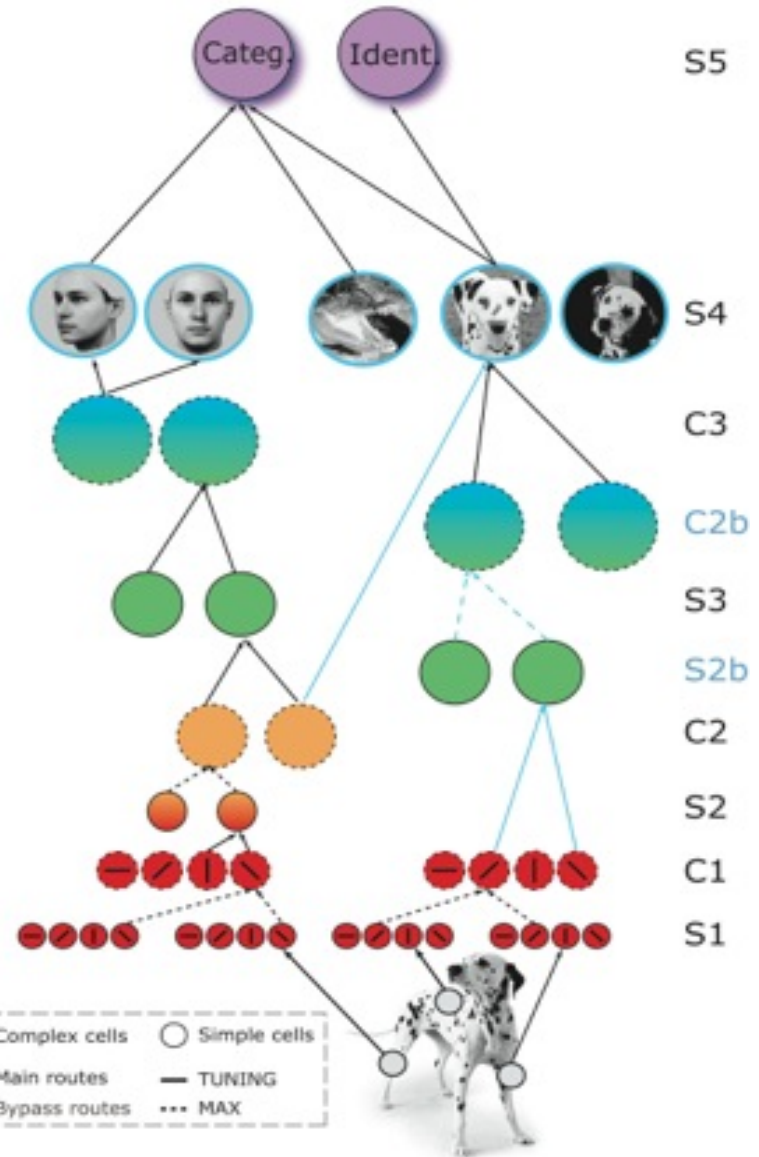 Categ.
Ident.
S5
S4
C3
C2b
S3
S2b
C2
S2
C1
S1
Complex cells
Simple cells
Main routes
TUNING
Bypass routes
MAX